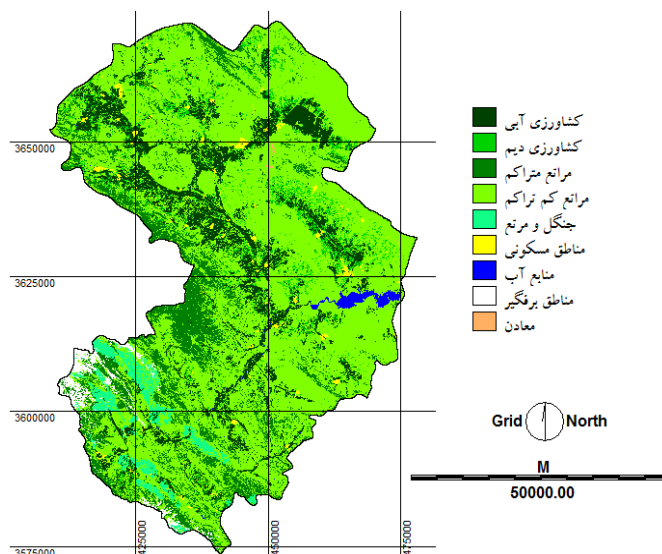 3650000
3625000
3600000
3575000
425000
450000
475000
کشاورزی آبی
کشاورزی دیم
مراتع متراکم
مراتع کم تراکم
جنگل و مرتع
مناطق مسکونی
منابع آب
مناطق برفگیر
معادن
Grid North
M
50000.00